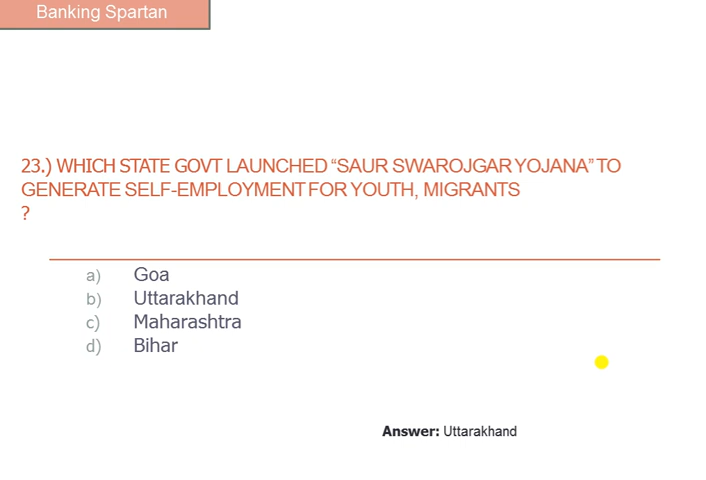 Banking Spartan
23.) WHICH STATE GOVT LAUNCHED “SAUR SWAROJGAR YOJANA” TO
GENERATE SELF-EMPLOYMENT FOR YOUTH, MIGRANTS
?
a) Goa
b) Uttarakhand
c) Maharashtra
d) Bihar
Answer: Uttarakhand